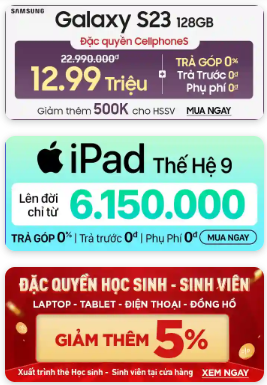 SAMSUNG
Galaxy S23 128GB
Đặc quyền CellphoneS
22.990.000đ
12.99 Triệu
+
TRẢ GÓP 0%
Trả Trước 0đ
Phụ phí 0đ
Giảm thêm 500K cho HSSV
MUA NGAY
iPad Thế Hệ 9
Lên đời
chỉ từ
6.150.000
TRẢ GÓP 0% | Trả trước 0đ | Phụ Phí 0đ
MUA NGAY
ĐẶC QUYỀN HỌC SINH - SINH VIÊN
LAPTOP - TABLET - ĐIỆN THOẠI - ĐỒNG HỒ
GIẢM THÊM 5%
Xuất trình thẻ Học sinh - Sinh viên tại cửa hàng
XEM NGAY